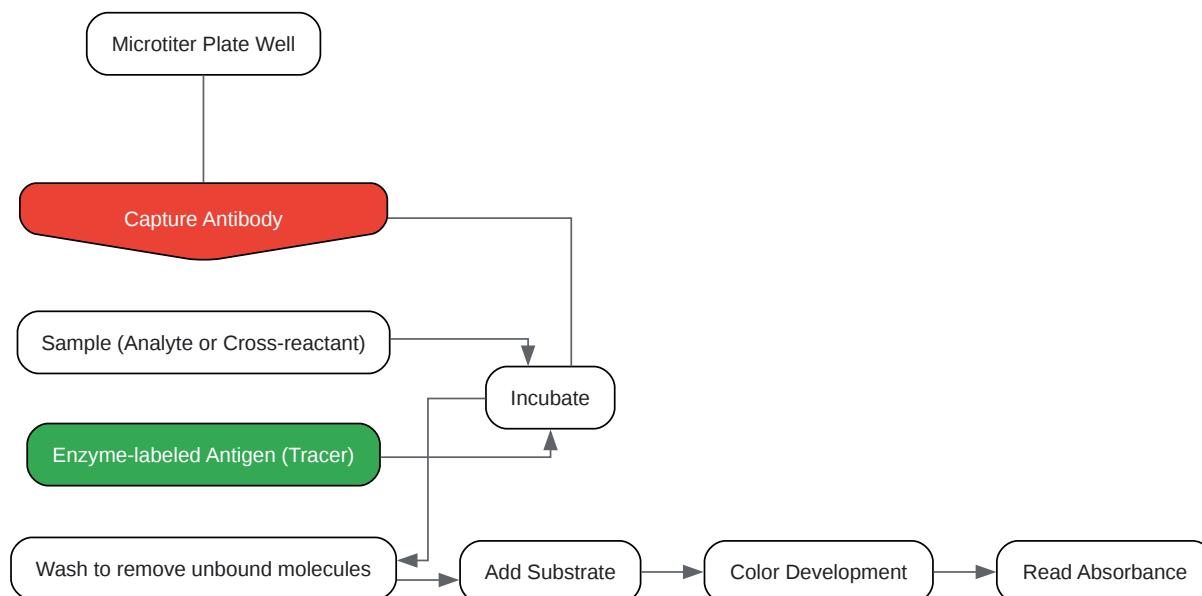 Microtiter Plate Well
Capture Antibody
Sample (Analyte or Cross-reactant)
Incubate
Enzyme-labeled Antigen (Tracer)
Wash to remove unbound molecules
Add Substrate
Color Development
Read Absorbance